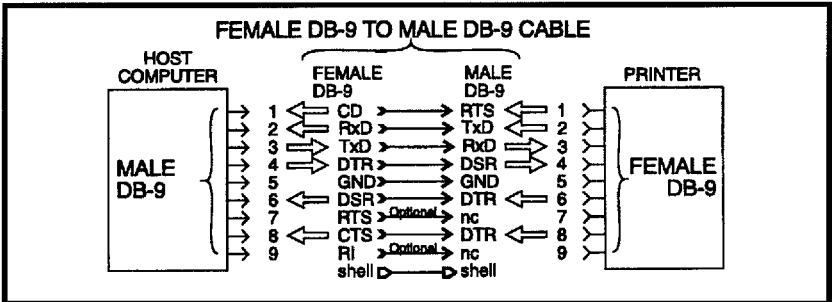 FEMALE DB-9 TO MALE DB-9 CABLE
HOST
COMPUTER
FEMALE
DB-9
MALE
DB-9
PRINTER
MALE
DB-9
FEMALE
DB-9
1 CD RTS 1
2 RxD TxD 2
3 TxD RxD 3
4 DTR DSR 4
5 GND GND 5
6 DSR DTR 6
7 RTS Optional nc 7
8 CTS DTR 8
9 RI Optional nc 9
shell shell